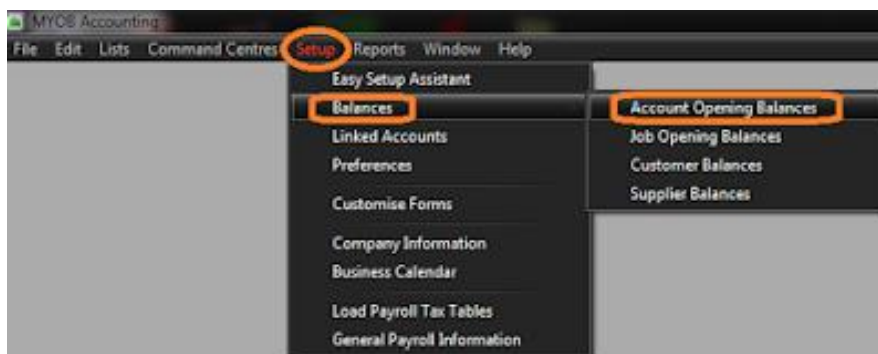 MYOB Accounting
File Edit Lists Command Centres Setup Reports Window Help
Easy Setup Assistant
Balances
Linked Accounts
Preferences
Customise Forms
Company Information
Business Calendar
Load Payroll Tax Tables
General Payroll Information
Account Opening Balances
Job Opening Balances
Customer Balances
Supplier Balances